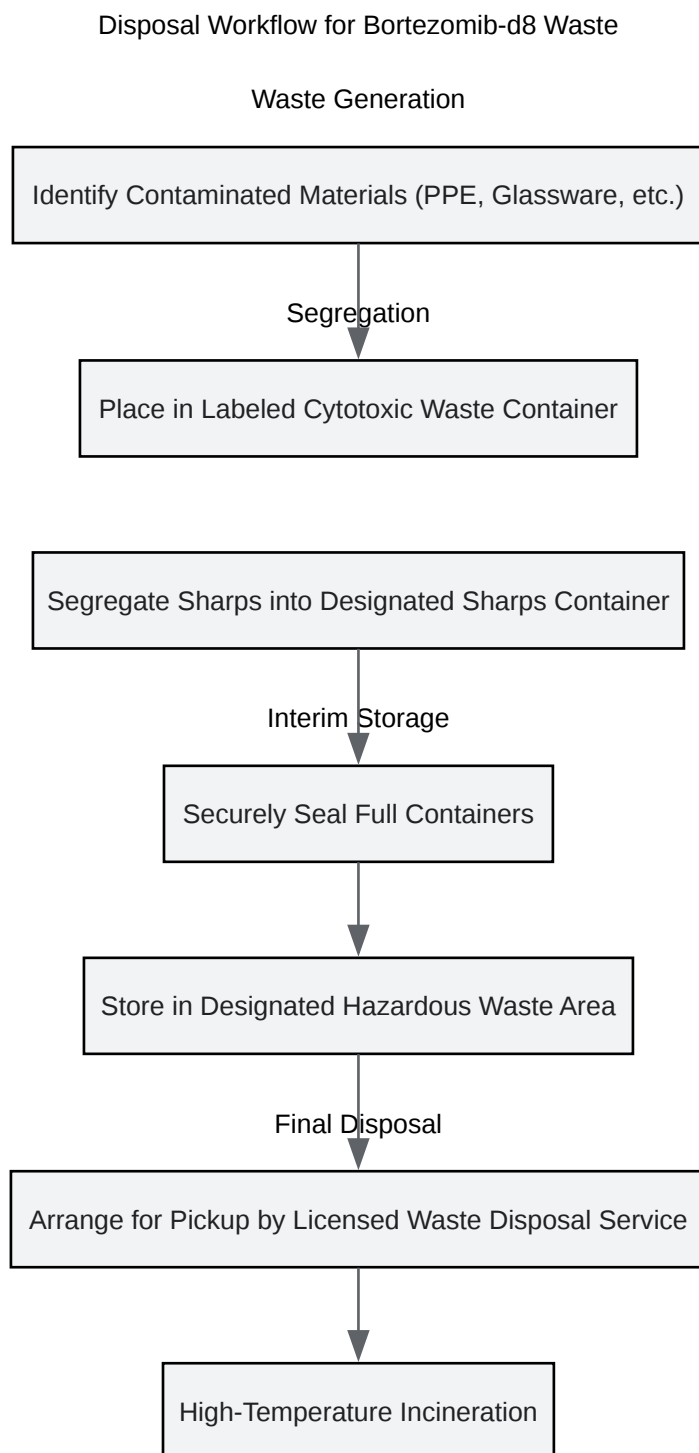 Disposal Workflow for Bortezomib-d8 Waste
Waste Generation
Identify Contaminated Materials (PPE, Glassware, etc.)
Segregation
Place in Labeled Cytotoxic Waste Container
Segregate Sharps into Designated Sharps Container
Interim Storage
Securely Seal Full Containers
Store in Designated Hazardous Waste Area
Final Disposal
Arrange for Pickup by Licensed Waste Disposal Service
High-Temperature Incineration